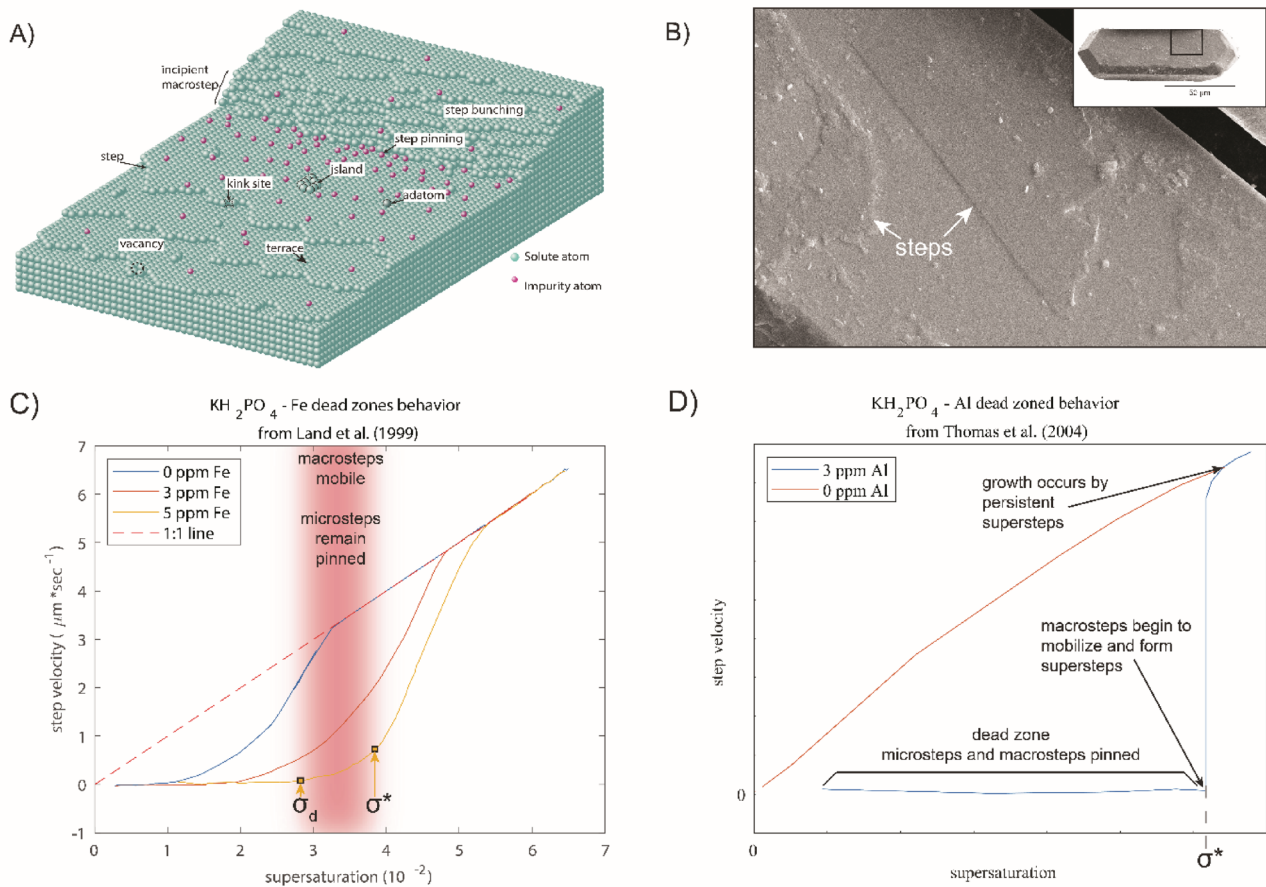 A)
incipient
macrostep
step bunching
step pinning
step
island
kink site
adatom
vacancy
terrace
Solute atom
Impurity atom
B)
50 µm
steps
C)
KH2PO4 - Fe dead zones behavior
from Land et al. (1999)
7
6
5
4
3
2
1
0
-1
step velocity ( µm *sec -1)
0 ppm Fe
3 ppm Fe
5 ppm Fe
1:1 line
macrosteps
mobile
microsteps
remain
pinned
σd
σ*
0
1
2
3
4
5
6
7
supersaturation (10 -2)
D)
KH2PO4 - Al dead zoned behavior
from Thomas et al. (2004)
3 ppm Al
0 ppm Al
growth occurs by
persistent
supersteps
step velocity
macrosteps begin to
mobilize and form
supersteps
dead zone
microsteps and macrosteps pinned
0
supersaturation
σ*